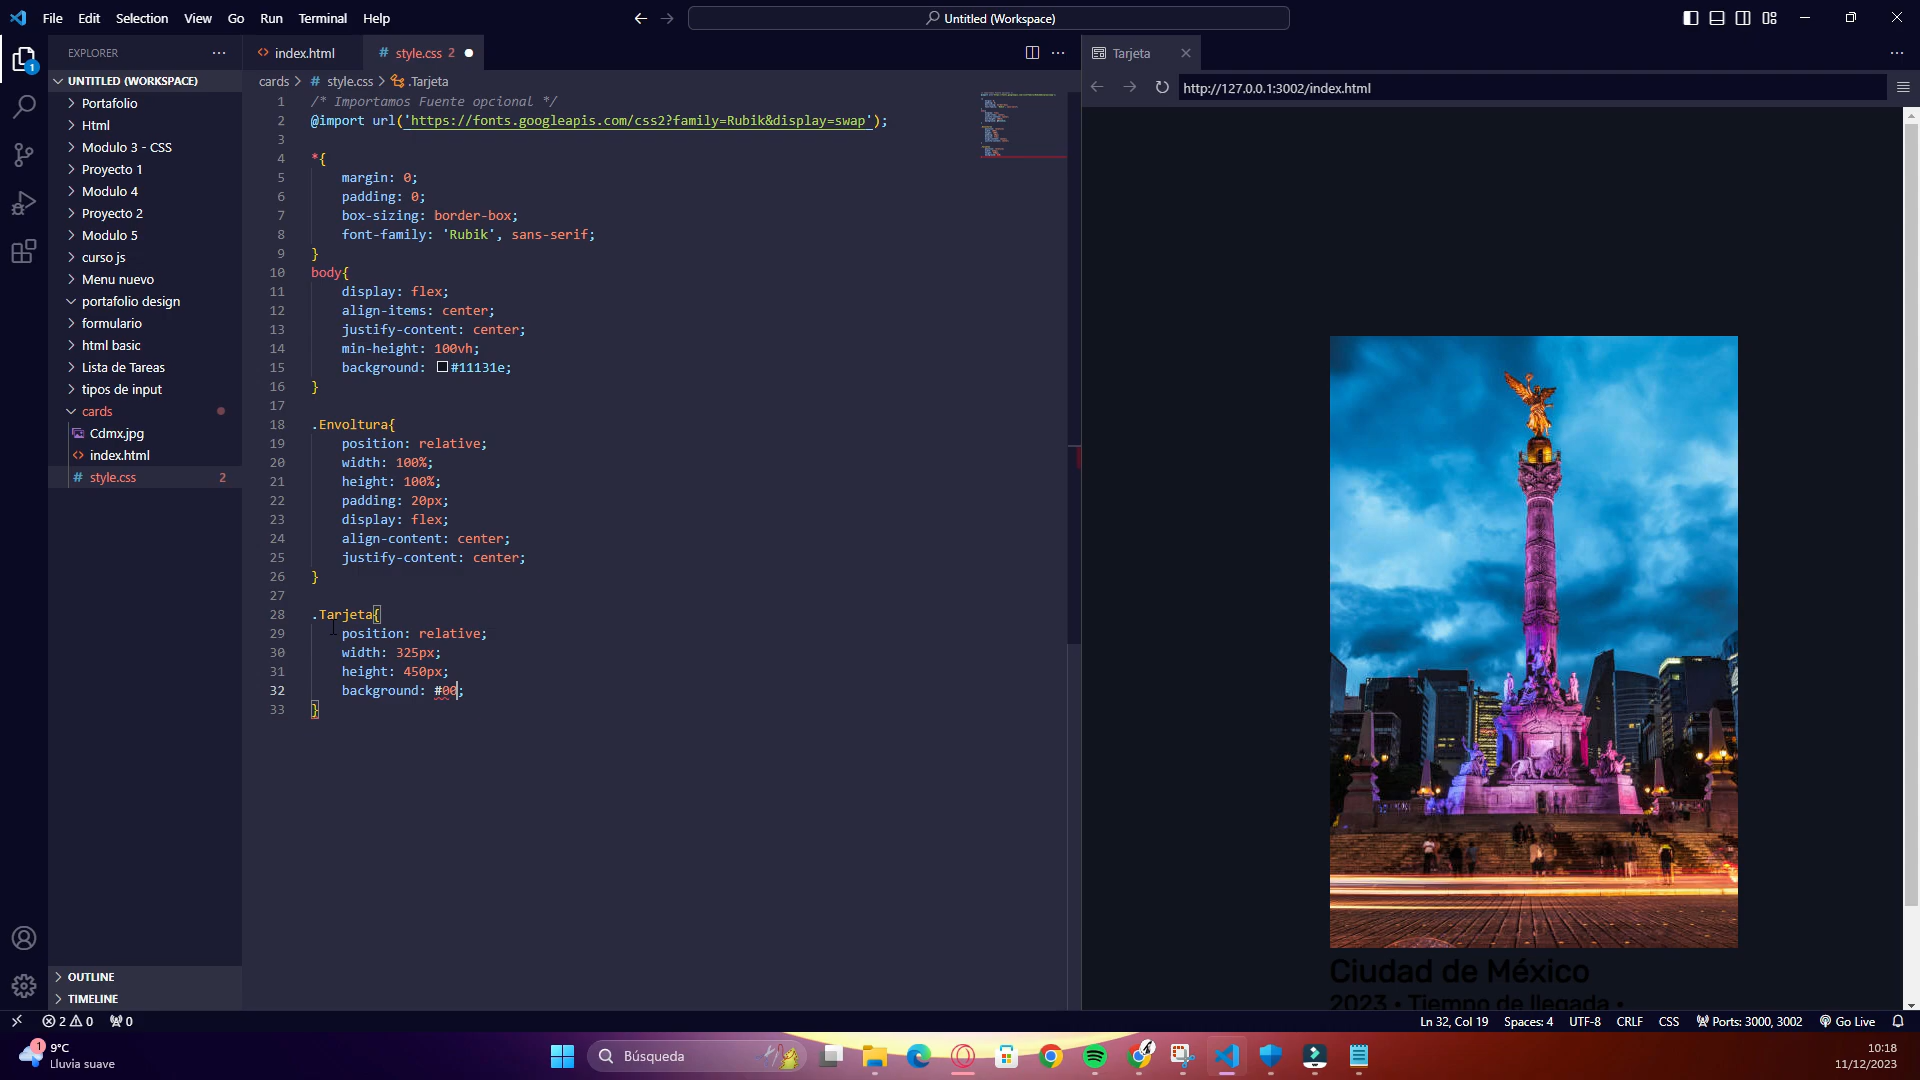 File Edit Selection View Go Run Terminal Help
Untitled (Workspace)
EXPLORER
UNTITLED (WORKSPACE)
Portafolio
Html
Modulo 3 - CSS
Proyecto 1
Modulo 4
Proyecto 2
Modulo 5
curso js
Menu nuevo
portafolio design
formulario
html basic
Lista de Tareas
tipos de input
cards
Cdmx.jpg
index.html
style.css 2
OUTLINE
TIMELINE
1
index.html
style.css 2
cards > # style.css > .Tarjeta
1 /* Importamos Fuente opcional */
2 @import url('https://fonts.googleapis.com/css2?family=Rubik&display=swap');
3
4 *{
5 margin: 0;
6 padding: 0;
7 box-sizing: border-box;
8 font-family: 'Rubik', sans-serif;
9 }
10 body{
11 display: flex;
12 align-items: center;
13 justify-content: center;
14 min-height: 100vh;
15 background: #11131e;
16 }
17
18 .Envoltura{
19 position: relative;
20 width: 100%;
21 height: 100%;
22 padding: 20px;
23 display: flex;
24 align-content: center;
25 justify-content: center;
26 }
27
28 .Tarjeta{
29 position: relative;
30 width: 325px;
31 height: 450px;
32 background: #00;
33 }
Tarjeta
http://127.0.0.1:3002/index.html
Ciudad de México
2023 • Tiempo de llegada •
2 0 0
Ln 32, Col 19 Spaces: 4 UTF-8 CRLF CSS Ports: 3000, 3002 Go Live
1
9°C
Lluvia suave
Búsqueda
10:18
11/12/2023